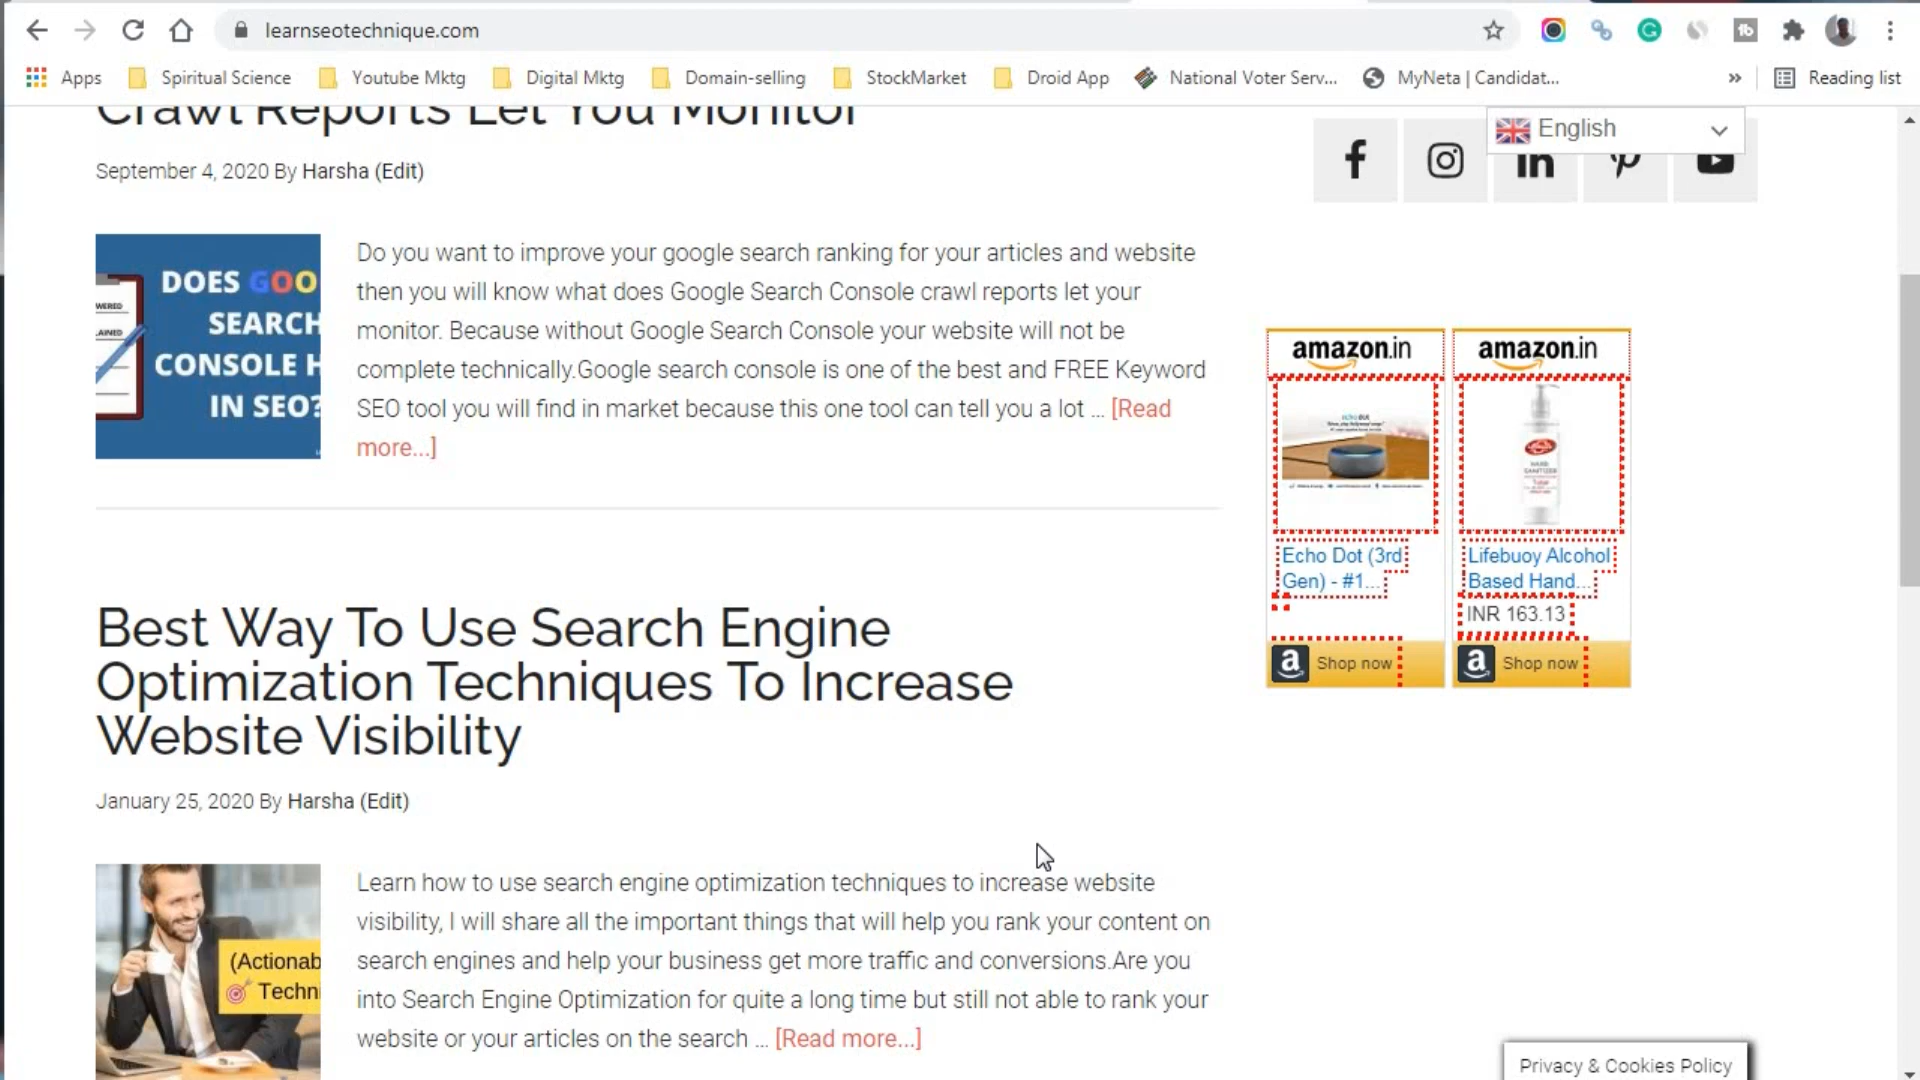 learnseotechnique.com
Apps Spiritual Science Youtube Mktg Digital Mktg Domain-selling StockMarket Droid App National Voter Serv... MyNeta | Candidat... » Reading list
Crawl Reports Let You Monitor
English
September 4, 2020 By Harsha (Edit)
DOES GOO
SEARCH
CONSOLE H
IN SEO?
WERED
AINED
Do you want to improve your google search ranking for your articles and website
then you will know what does Google Search Console crawl reports let your
monitor. Because without Google Search Console your website will not be
complete technically.Google search console is one of the best and FREE Keyword
SEO tool you will find in market because this one tool can tell you a lot ... [Read
more...]
amazon.in
Echo Dot (3rd
Gen) - #1...
Shop now
amazon.in
Lifebuoy Alcohol
Based Hand...
INR 163.13
Shop now
Best Way To Use Search Engine
Optimization Techniques To Increase
Website Visibility
January 25, 2020 By Harsha (Edit)
(Actionab
Techni
Learn how to use search engine optimization techniques to increase website
visibility, I will share all the important things that will help you rank your content on
search engines and help your business get more traffic and conversions.Are you
into Search Engine Optimization for quite a long time but still not able to rank your
website or your articles on the search ... [Read more...]
Privacy & Cookies Policy